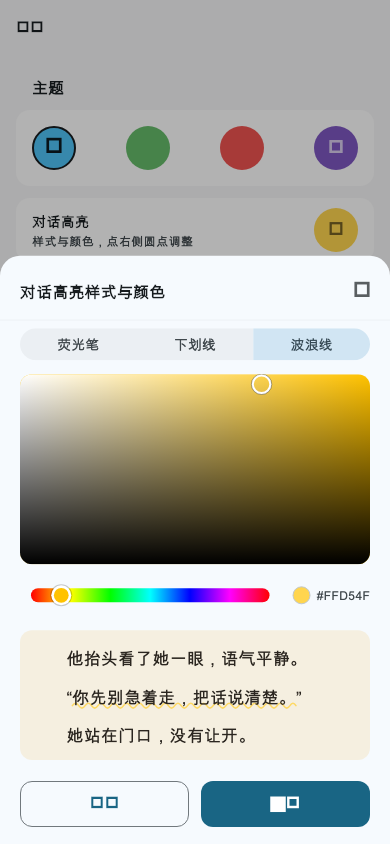 主题
对话高亮
样式与颜色，点右侧圆点调整
对话高亮样式与颜色
荧光笔
下划线
波浪线
#FFD54F
他抬头看了她一眼，语气平静。
“你先别急着走，把话说清楚。”
她站在门口，没有让开。